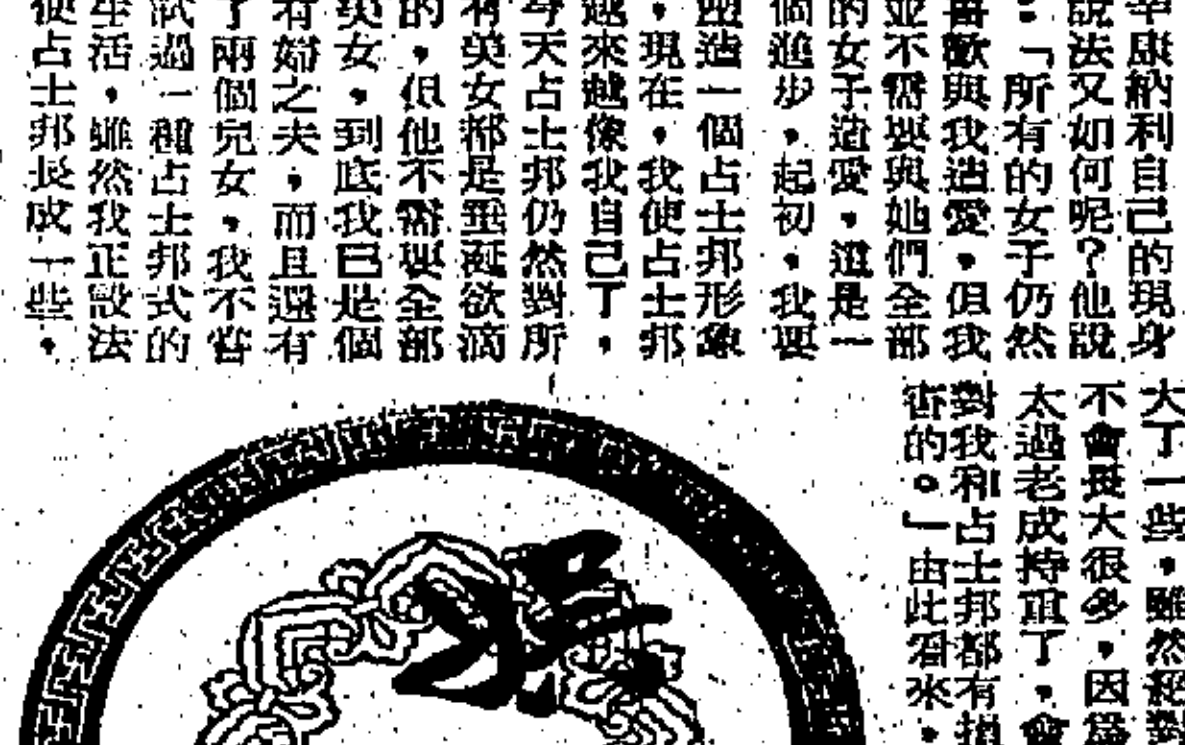 辛康納利自己的現身
說法又如何呢？他說
：「所有的女子仍然
喜歡與我造愛，但我
並不需要與她們全部
的女子造愛，這是一
個進步，起初，我要
塑造一個占士邦形象
，現在，我使占士邦
越來越像我自己了，
今天占士邦仍然對所
有美女都是垂涎欲滴
的，但他不需要全部
美女，到底我已是個
有婦之夫，而且還有
了兩個兒女，我不嘗
試過一種占士邦式的
生活，雖然我正設法
使占士邦長成一些，
大了一些，雖然絕對
不會長大很多，因為
太過老成持重了，會
對我和占士邦都有損
害的。」由此看來，